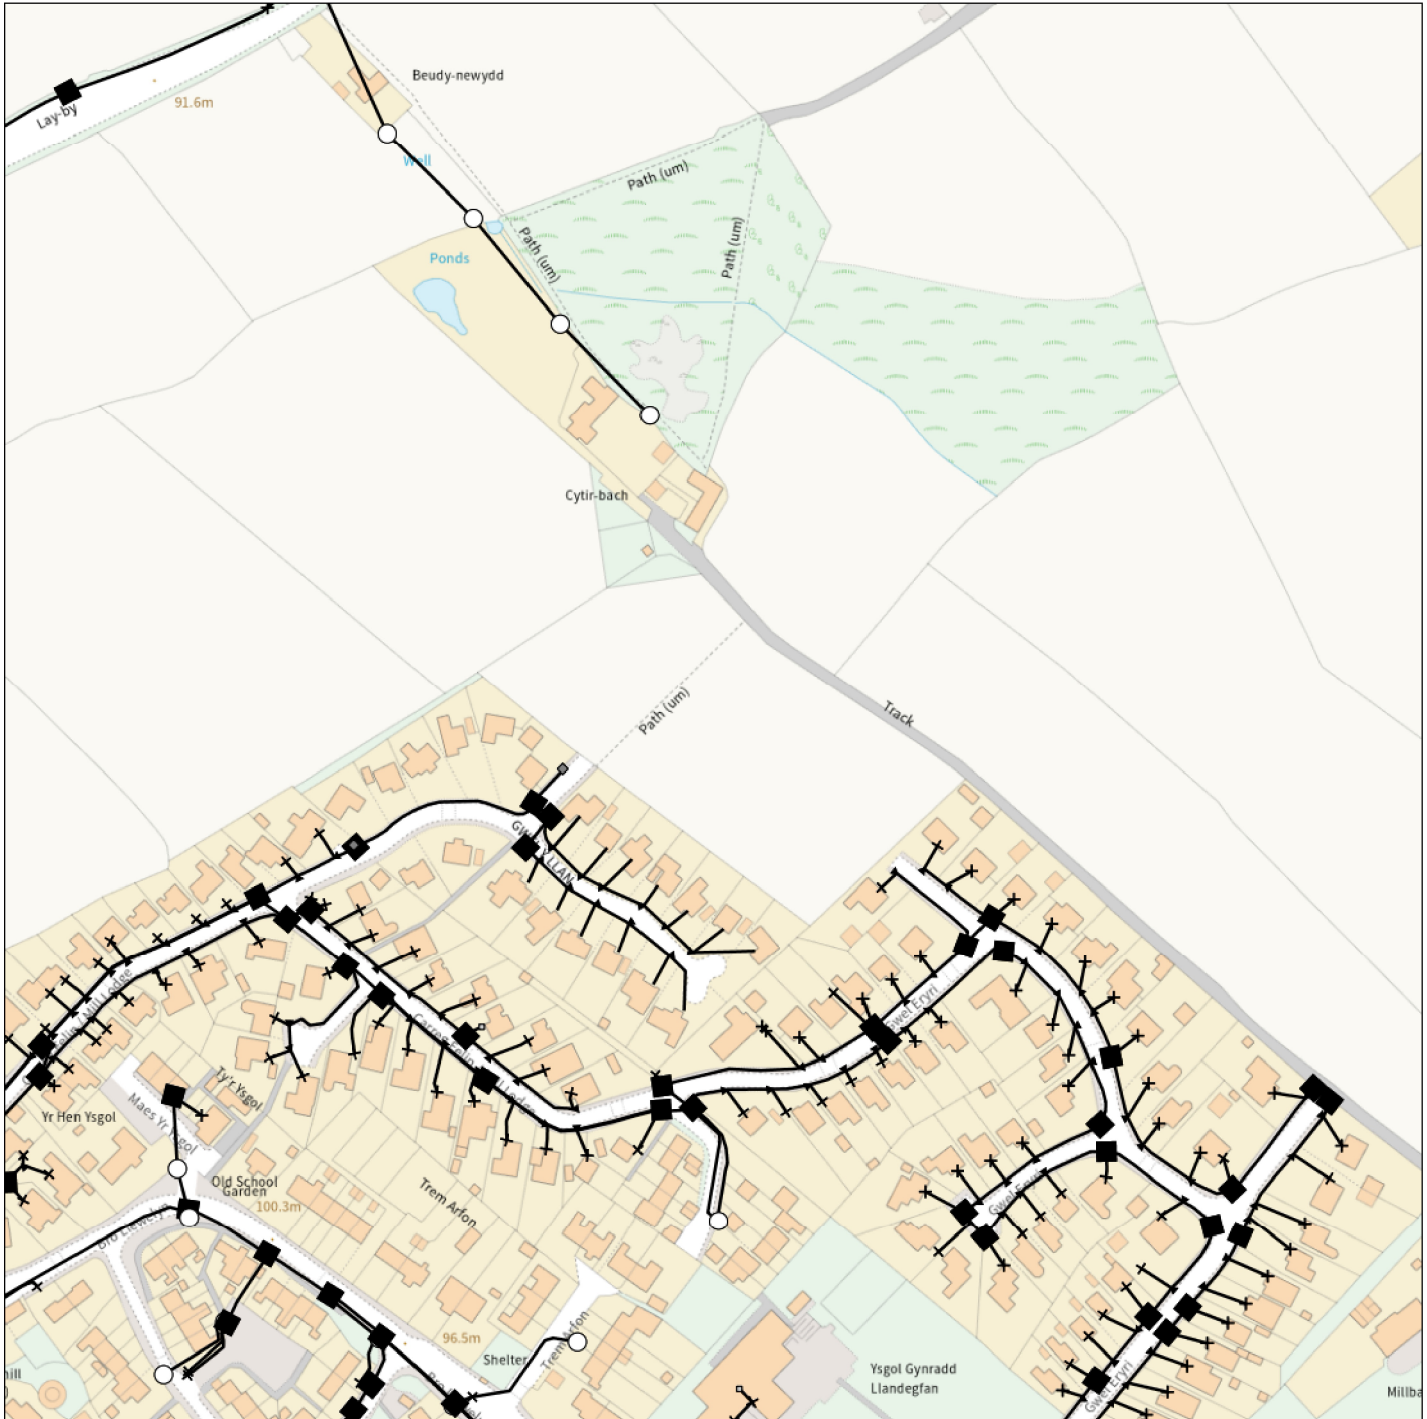 Beudy-newydd
91.6m
Lay-by
Well
Path (um)
Path (um)
Path (um)
Ponds
Cytir-bach
Path (um)
Track
Gwel Eryri
Mill Lodge
Ty'r Ysgol
Maes Yr Ysgol
Yr Hen Ysgol
Old School
Garden
Trem Arfon
100.3m
Gwel Eryri
96.5m
Shelter
Trem Arfon
Ysgol Gynradd
Llandegfan
Gwel Eryri